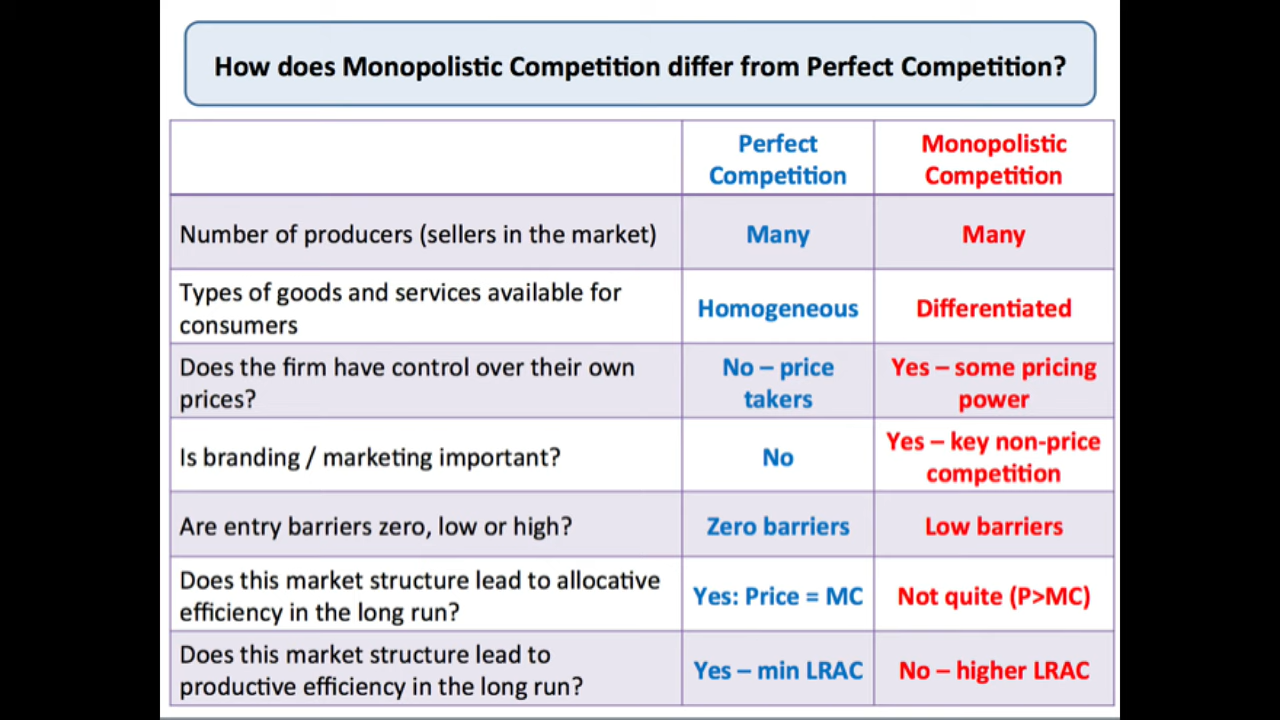 How does Monopolistic Competition differ from Perfect Competition?
Perfect
Competition
Monopolistic
Competition
Number of producers (sellers in the market)
Many
Many
Types of goods and services available for
consumers
Homogeneous
Differentiated
Does the firm have control over their own
prices?
No – price
takers
Yes – some pricing
power
Is branding / marketing important?
No
Yes – key non-price
competition
Are entry barriers zero, low or high?
Zero barriers
Low barriers
Does this market structure lead to allocative
efficiency in the long run?
Yes: Price = MC
Not quite (P>MC)
Does this market structure lead to
productive efficiency in the long run?
Yes – min LRAC
No – higher LRAC